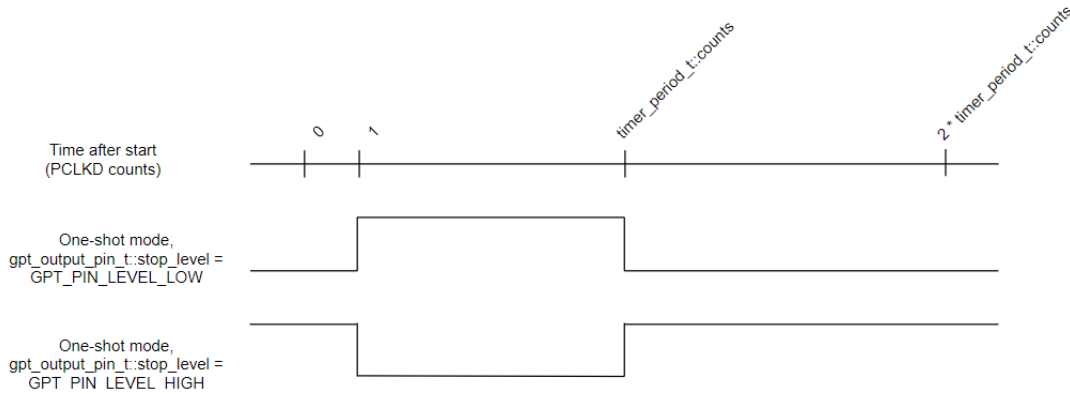 0
1
timer_period_t::counts
2 * timer_period_t::counts
Time after start
(PCLKD counts)
One-shot mode,
gpt_output_pin_t::stop_level =
GPT_PIN_LEVEL_LOW
One-shot mode,
gpt_output_pin_t::stop_level =
GPT_PIN_LEVEL_HIGH